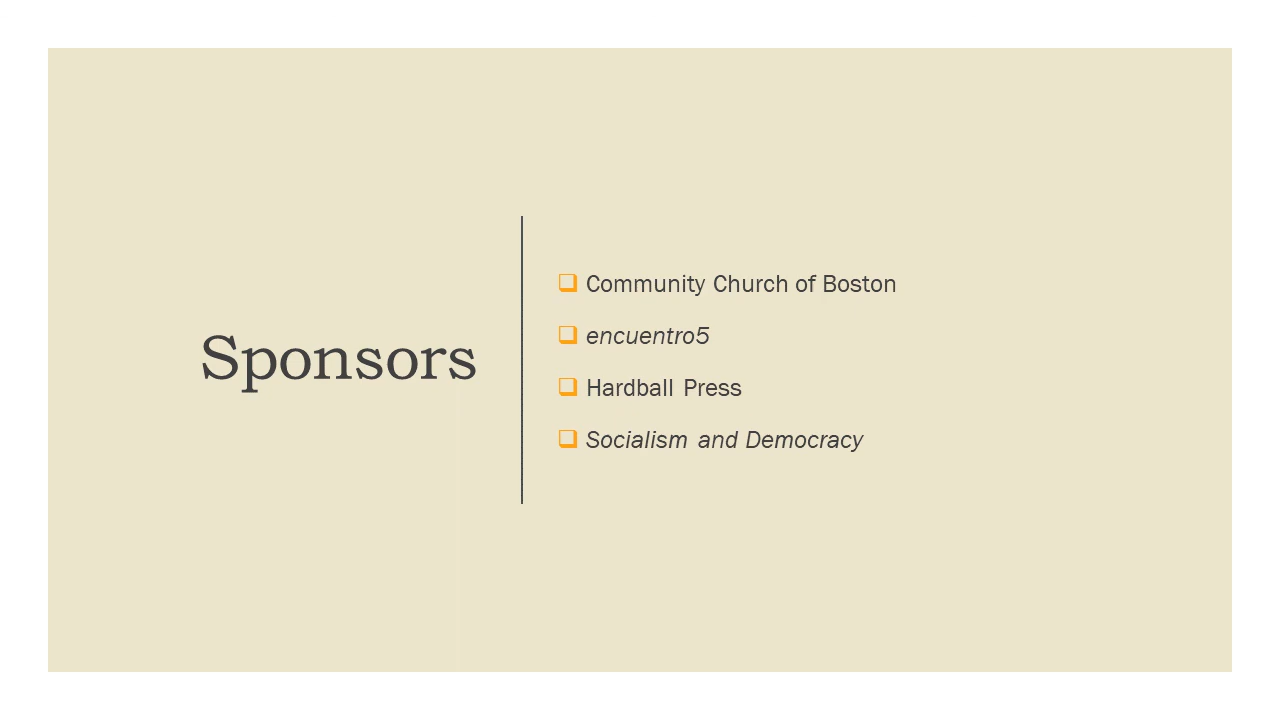 Sponsors
Community Church of Boston
encuentro5
Hardball Press
Socialism and Democracy